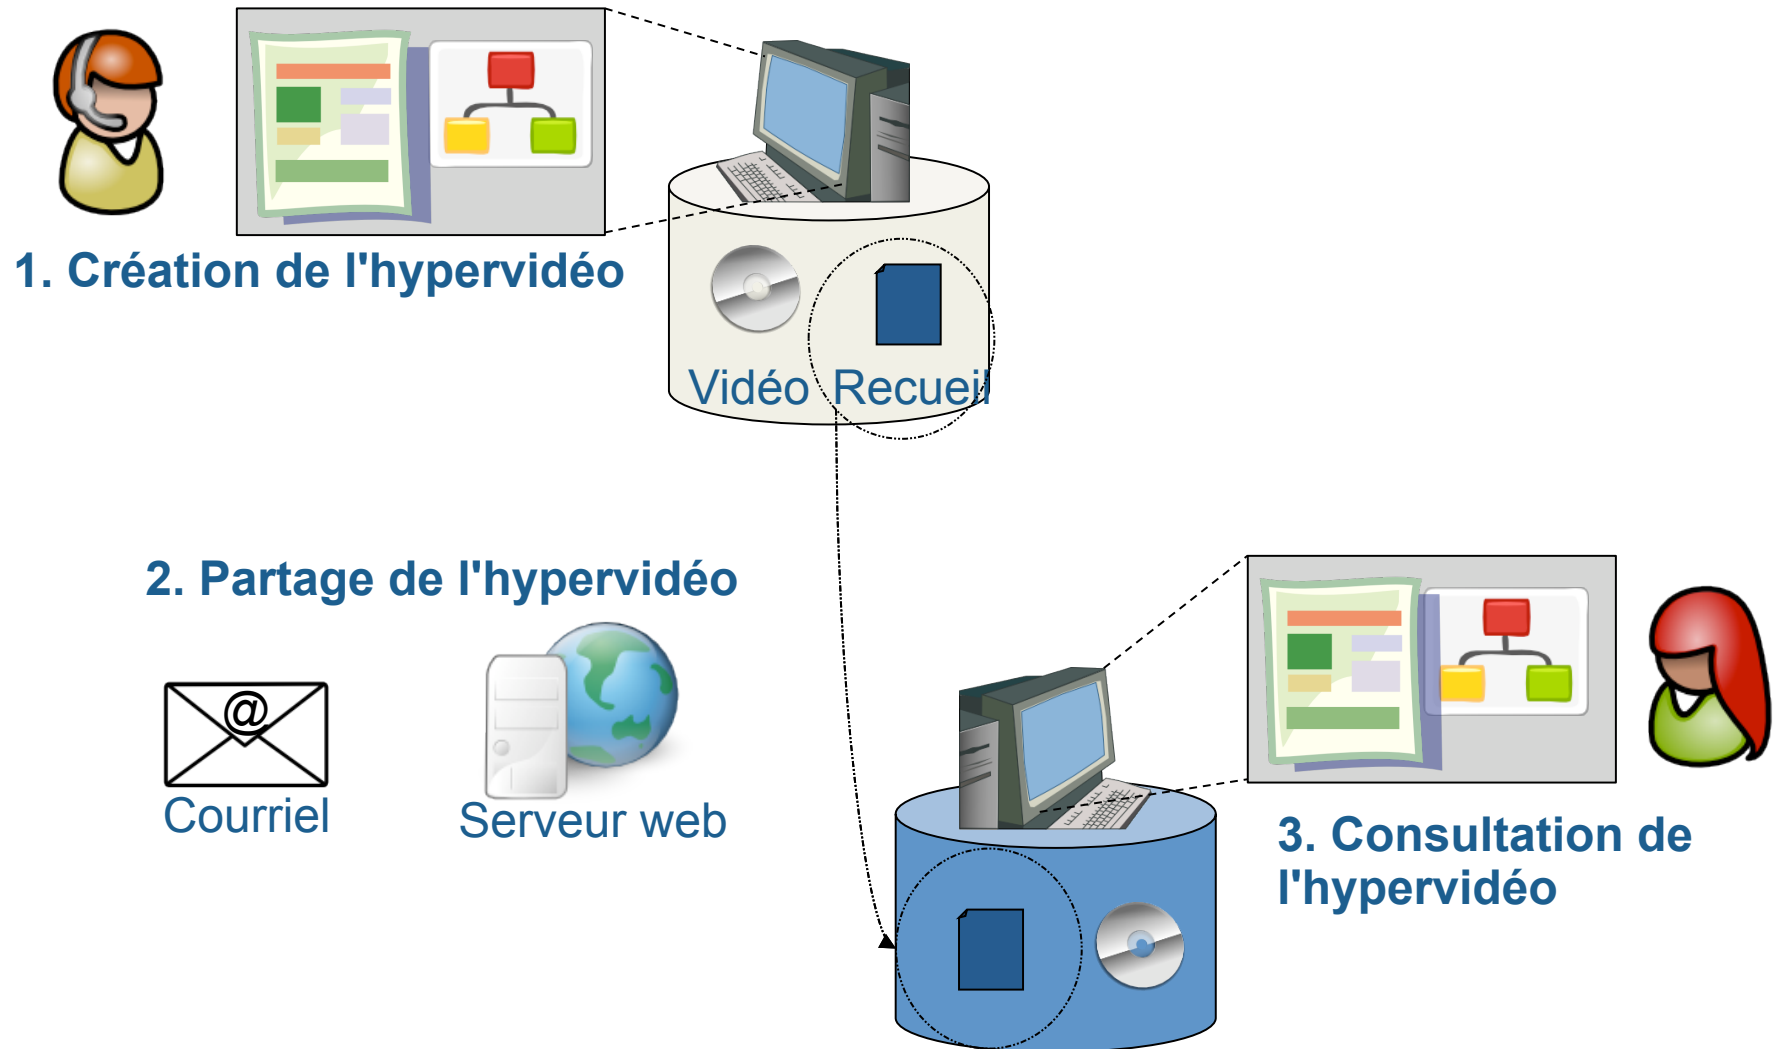 1. Création de l'hypervidéo
Vidéo
Recueil
2. Partage de l'hypervidéo
@
Courriel
Serveur web
3. Consultation de
l'hypervidéo